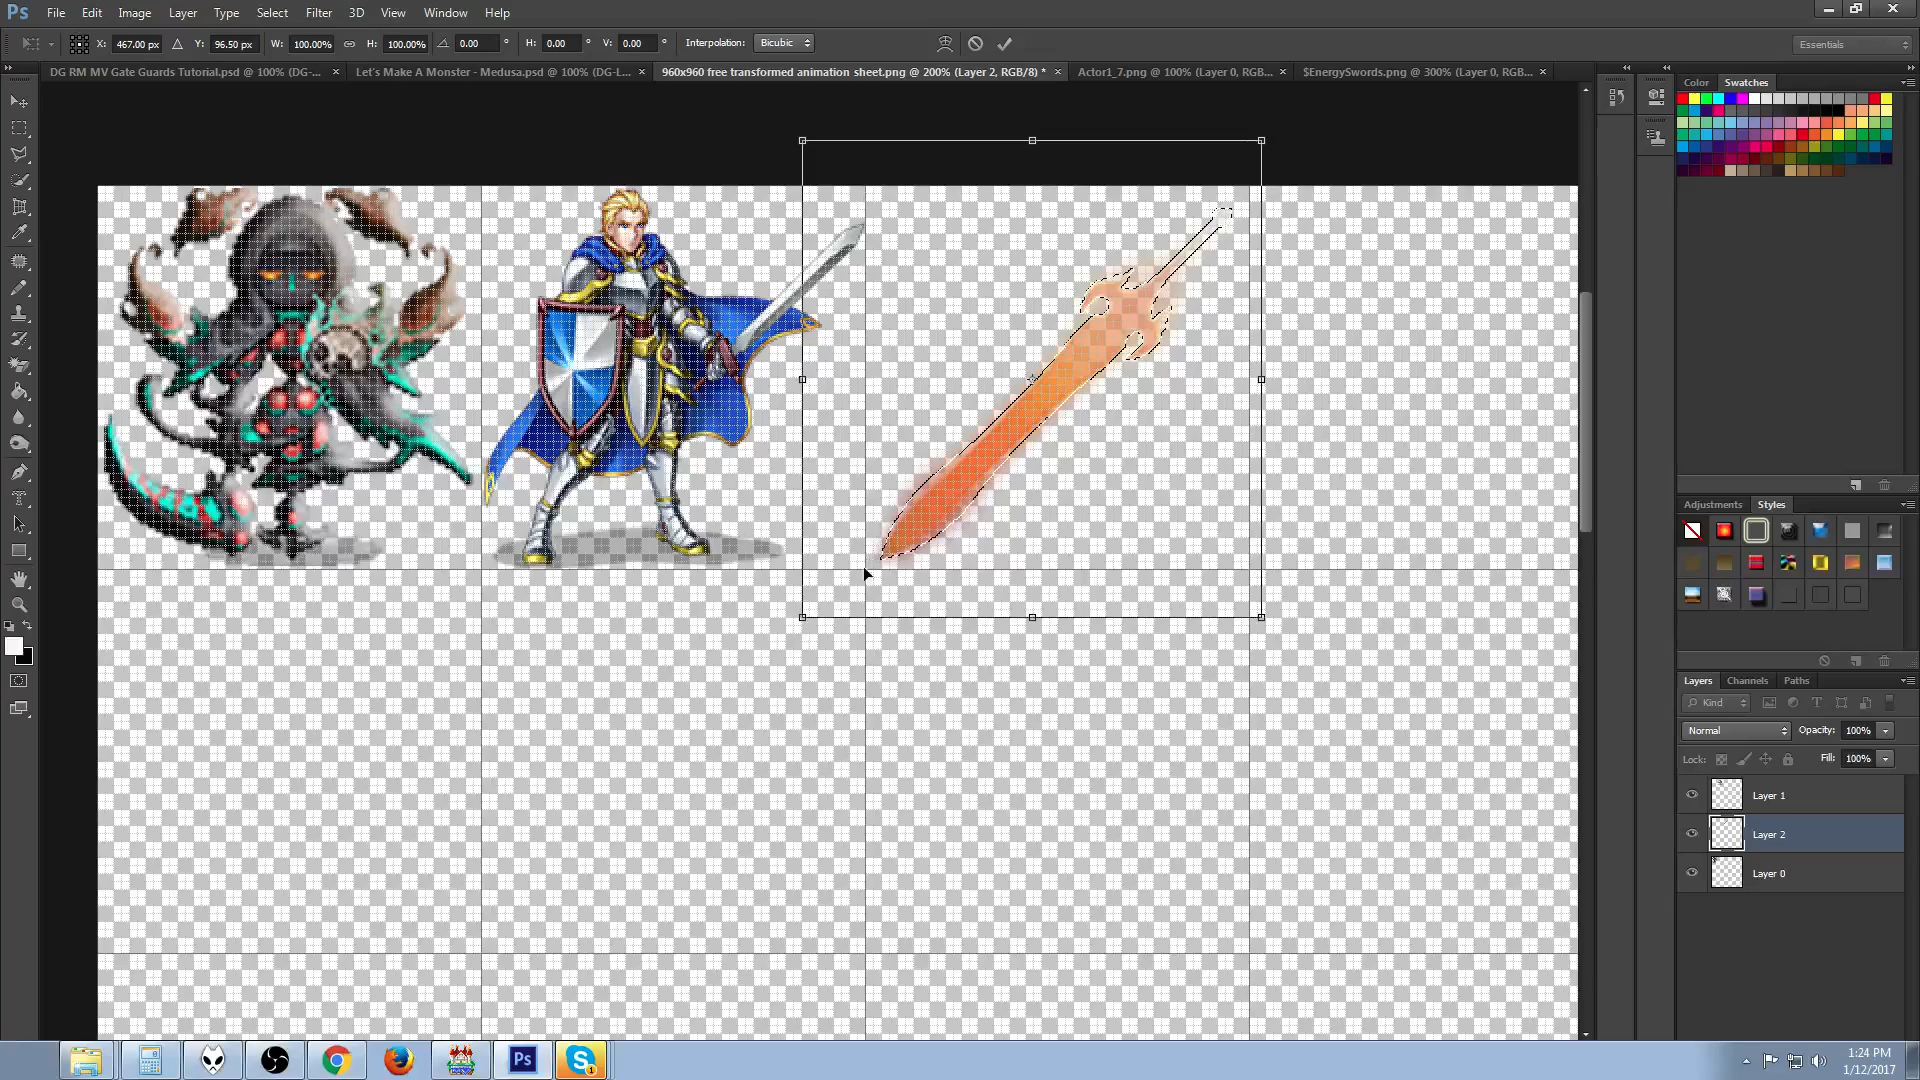 Ps File Edit Image Layer Type Select Filter 3D View Window Help
X: 467.00 px Y: 96.50 px W: 100.00% H: 100.00% 0.00 ° H: 0.00 ° V: 0.00 ° Interpolation: Bicubic Essentials
DG RM MV Gate Guards Tutorial.psd @ 100% (DG-... × Let's Make A Monster - Medusa.psd @ 100% (DG-L... × 960x960 free transformed animation sheet.png @ 200% (Layer 2, RGB/8) * × Actor1_7.png @ 100% (Layer 0, RGB... × $EnergySwords.png @ 300% (Layer 0, RGB... ×
Color Swatches
Adjustments Styles
Layers Channels Paths
Kind
Normal Opacity: 100%
Lock: Fill: 100%
Layer 1
Layer 2
Layer 0
Ps S 1
1:24 PM
1/12/2017